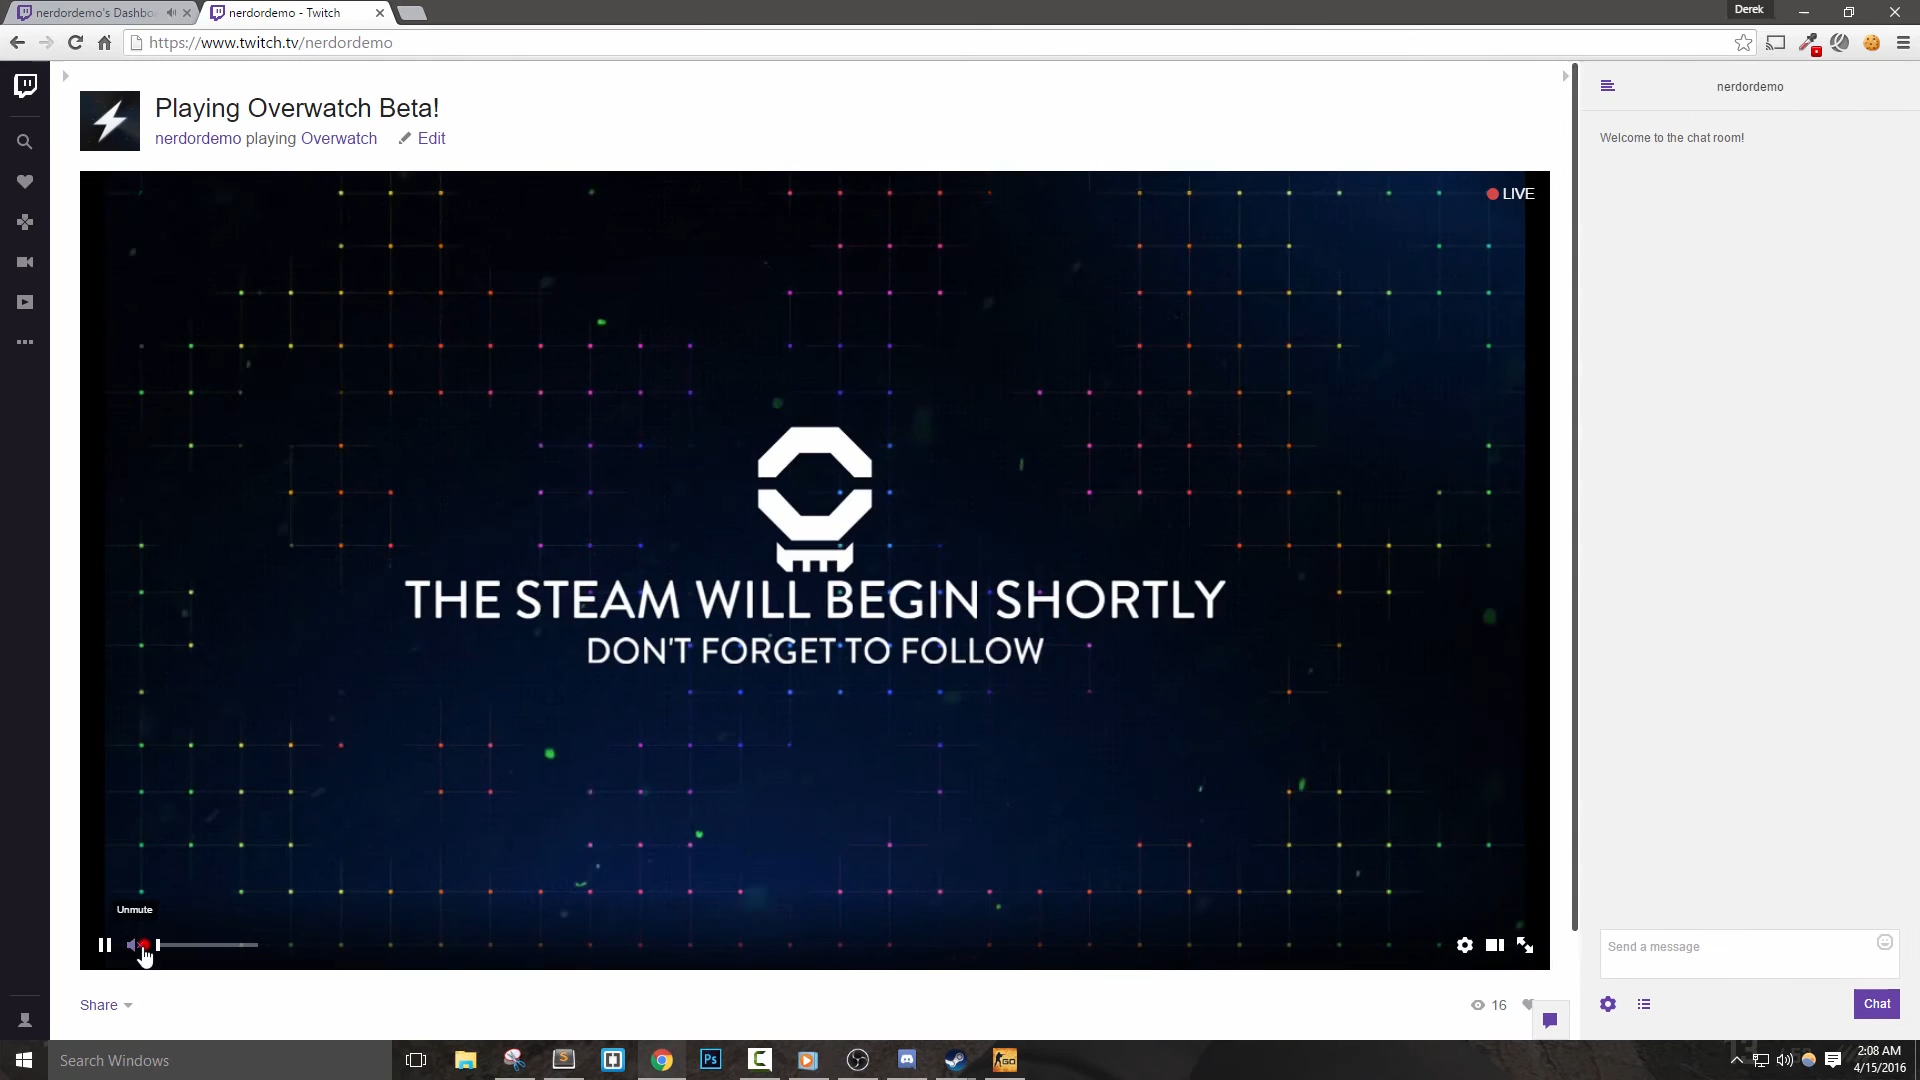 nerdordemo's Dashbo
nerdordemo - Twitch
Derek
https://www.twitch.tv/nerdordemo
Playing Overwatch Beta!
nerdordemo playing Overwatch Edit
nerdordemo
Welcome to the chat room!
LIVE
THE STEAM WILL BEGIN SHORTLY
DON'T FORGET TO FOLLOW
Unmute
Send a message
Share
16
Chat
Search Windows
Ps
GO
2:08 AM
4/15/2016